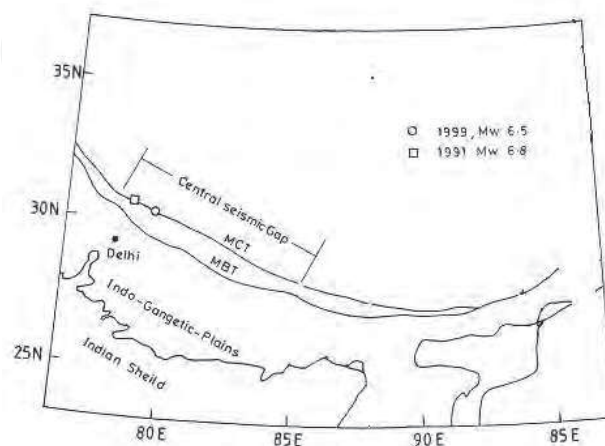 35N
1999, Mw 6.5
1991 Mw 6.8
Central seismic Gap
30N
MCT
MBT
Delhi
Indo-Gangetic-Plains
25N
Indian Sheild
80E
85E
90E
85E